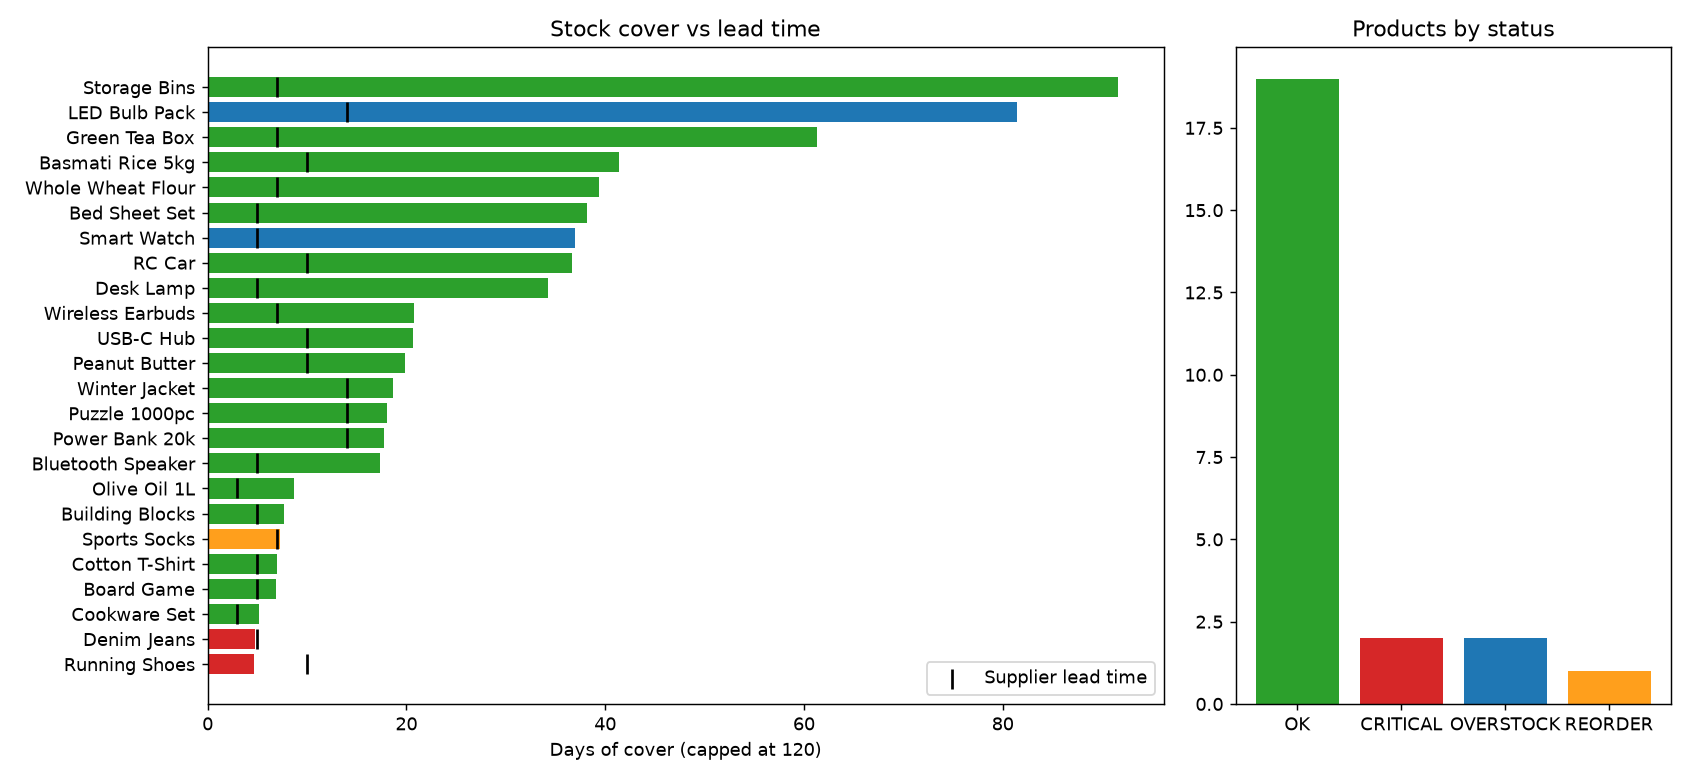 Stock cover vs lead time
Storage Bins
LED Bulb Pack
Green Tea Box
Basmati Rice 5kg
Whole Wheat Flour
Bed Sheet Set
Smart Watch
RC Car
Desk Lamp
Wireless Earbuds
USB-C Hub
Peanut Butter
Winter Jacket
Puzzle 1000pc
Power Bank 20k
Bluetooth Speaker
Olive Oil 1L
Building Blocks
Sports Socks
Cotton T-Shirt
Board Game
Cookware Set
Denim Jeans
Running Shoes
Supplier lead time
0 20 40 60 80
Days of cover (capped at 120)
Products by status
17.5
15.0
12.5
10.0
7.5
5.0
2.5
0.0
OK CRITICAL OVERSTOCK REORDER